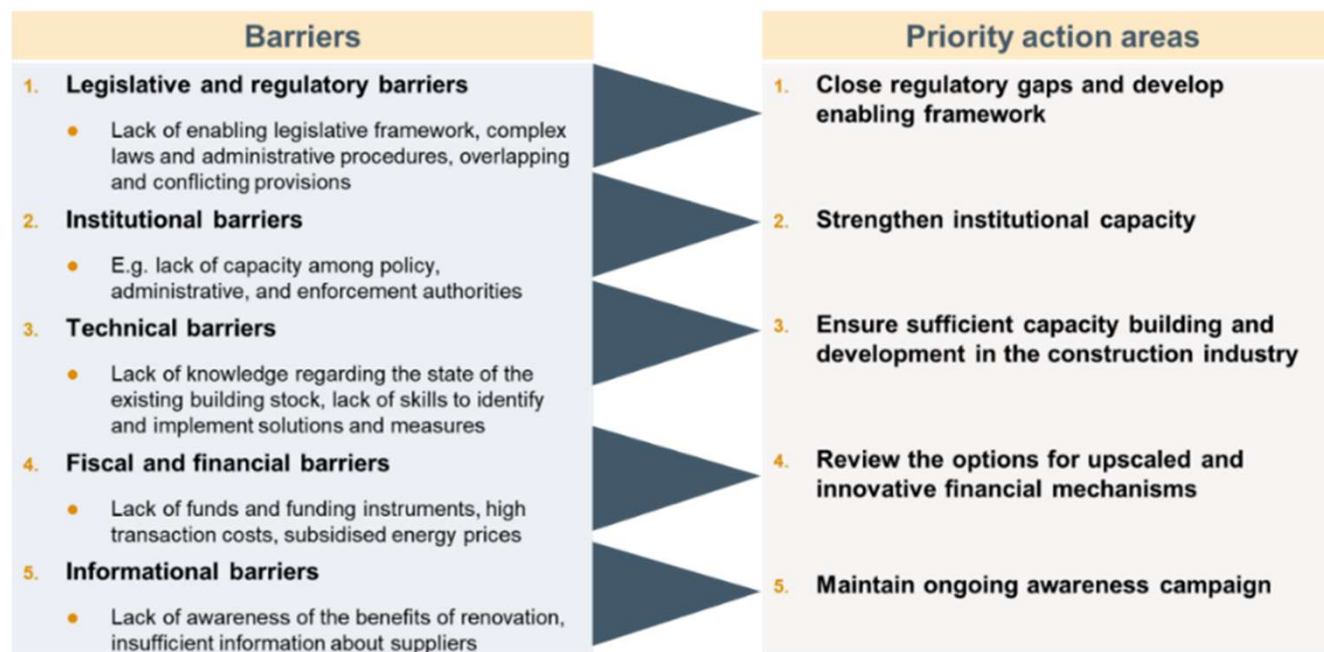 Barriers
1. Legislative and regulatory barriers
• Lack of enabling legislative framework, complex
laws and administrative procedures, overlapping
and conflicting provisions
2. Institutional barriers
• E.g. lack of capacity among policy,
administrative, and enforcement authorities
3. Technical barriers
• Lack of knowledge regarding the state of the
existing building stock, lack of skills to identify
and implement solutions and measures
4. Fiscal and financial barriers
• Lack of funds and funding instruments, high
transaction costs, subsidised energy prices
5. Informational barriers
• Lack of awareness of the benefits of renovation,
insufficient information about suppliers
Priority action areas
1. Close regulatory gaps and develop
enabling framework
2. Strengthen institutional capacity
3. Ensure sufficient capacity building and
development in the construction industry
4. Review the options for upscaled and
innovative financial mechanisms
5. Maintain ongoing awareness campaign